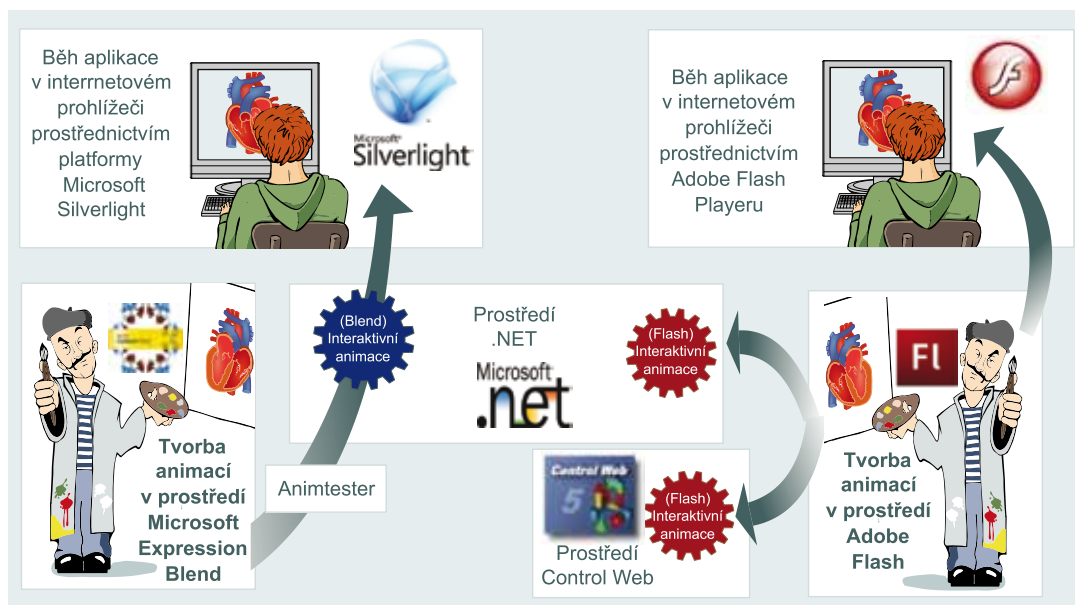 Běh aplikace
v interrnetovém
prohlížeči
prostřednictvím
platformy
Microsoft
Silverlight
Microsoft
Silverlight
Běh aplikace
v internretovém
prohlížeči
prostřednictvím
Adobe Flash
Playeru
Tvorba
animací
v prostředí
Microsoft
Expression
Blend
Animtester
(Blend)
Interaktivní
animace
Prostředí
.NET
Microsoft
.net
(Flash)
Interaktivní
animace
Control Web
5
(Flash)
Interaktivní
animace
Prostředí
Control Web
Fl
Tvorba
animací
v prostředí
Adobe
Flash